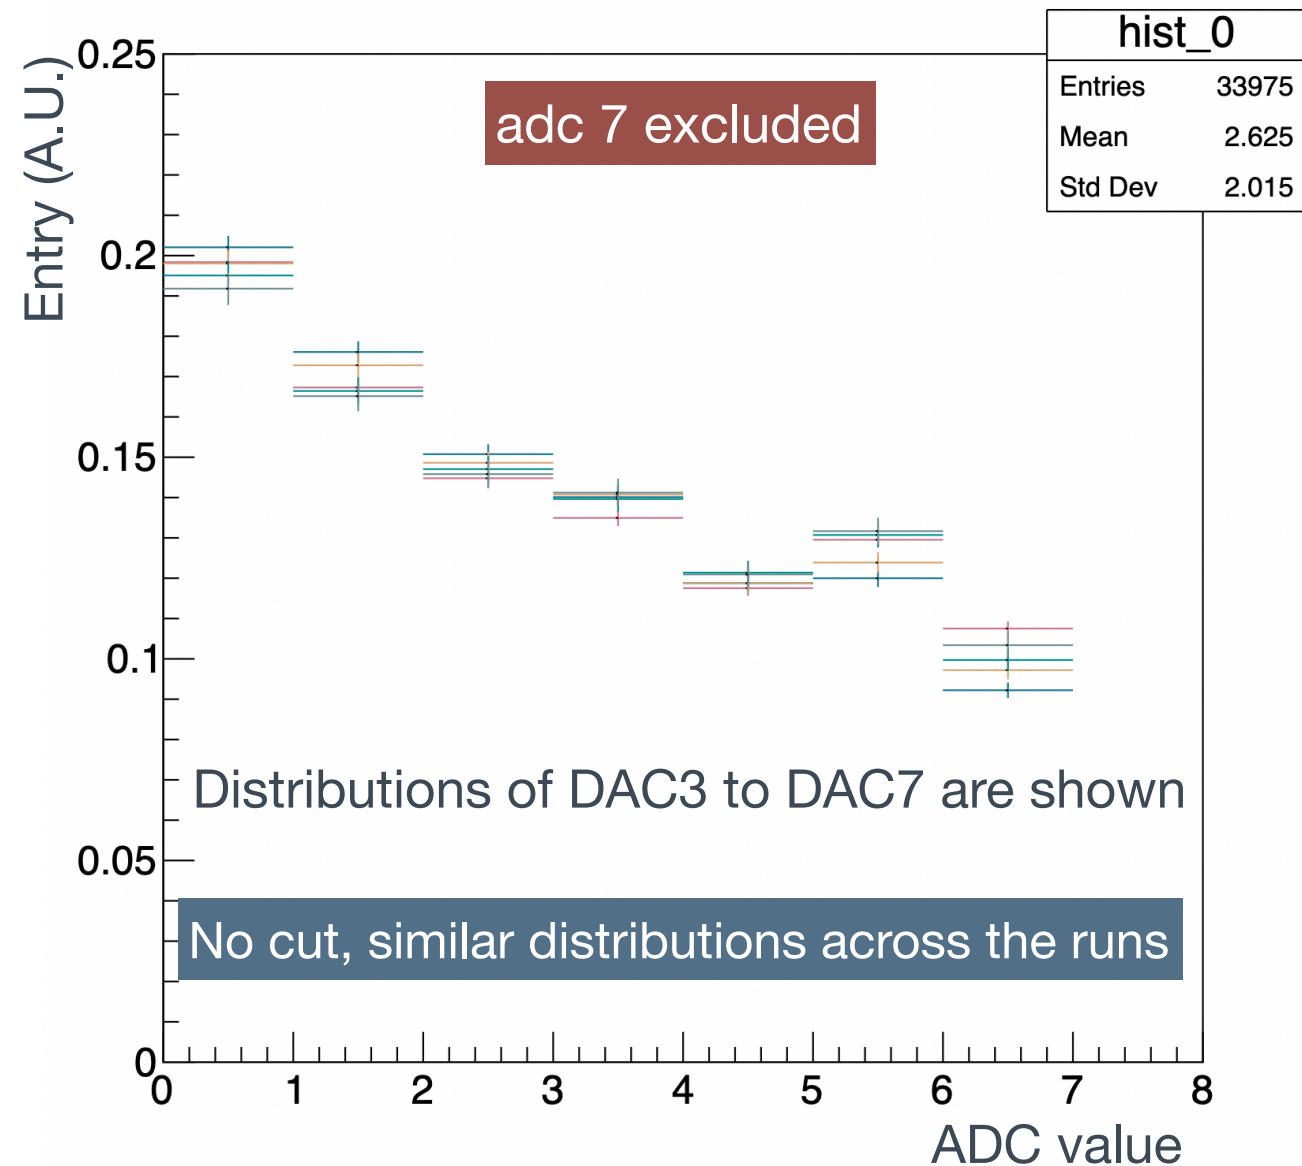 hist_0
Entries 33975
Mean 2.625
Std Dev 2.015
adc 7 excluded
Entry (A.U.)
0.25
0.2
0.15
0.1
0.05
0
Distributions of DAC3 to DAC7 are shown
No cut, similar distributions across the runs
0 1 2 3 4 5 6 7 8
ADC value